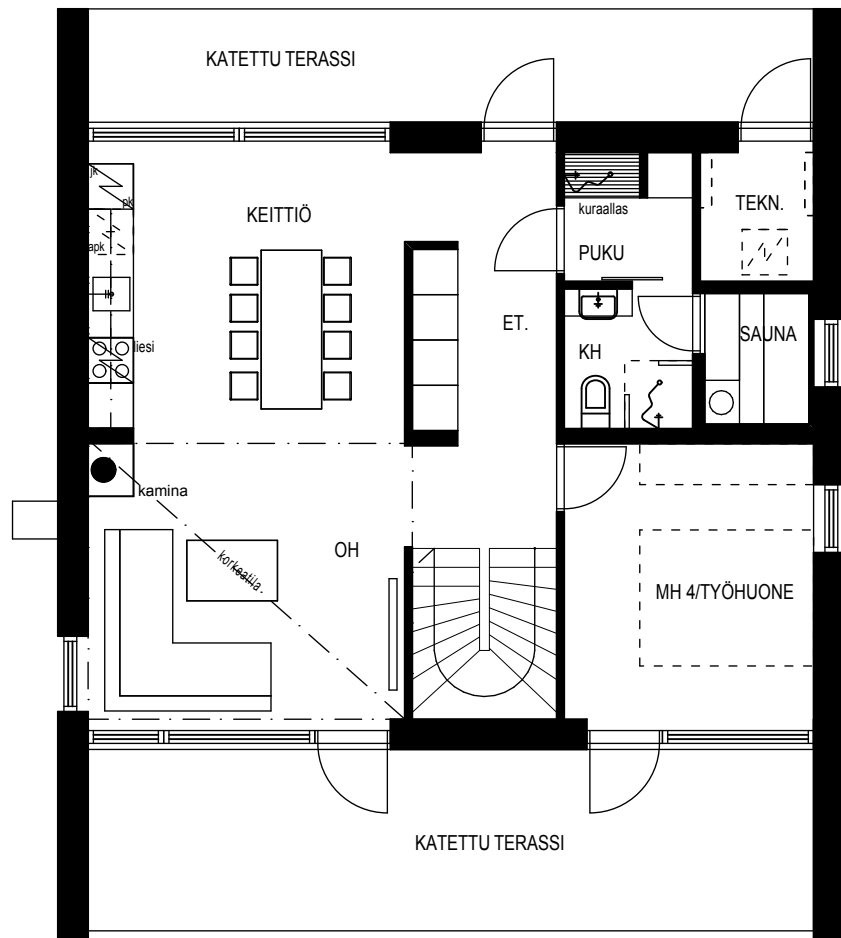 KATETTU TERASSI
jk
pk
KEITTIÖ
kuraallas
TEKN.
apk
PUKU
ET.
liesi
KH
SAUNA
kamina
OH
korkeatila
MH 4/TYÖHUONE
KATETTU TERASSI